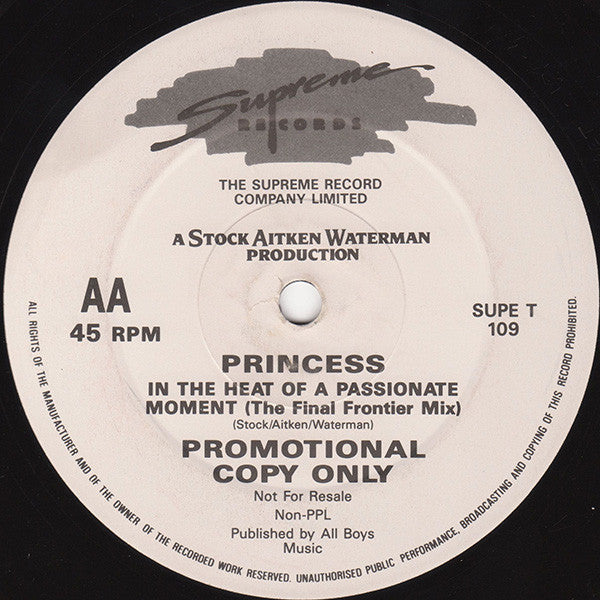 Supreme
RECORDS
THE SUPREME RECORD
COMPANY LIMITED
A STOCK AITKEN WATERMAN
PRODUCTION
AA
45 RPM
SUPE T
109
PRINCESS
IN THE HEAT OF A PASSIONATE
MOMENT (The Final Frontier Mix)
(Stock/Aitken/Waterman)
PROMOTIONAL
COPY ONLY
Not For Resale
Non-PPL
Published by All Boys
Music
ALL RIGHTS OF THE MANUFACTURER AND OF THE OWNER OF THE RECORDED WORK RESERVED. UNAUTHORISED PUBLIC PERFORMANCE, BROADCASTING AND COPYING OF THIS RECORD PROHIBITED.